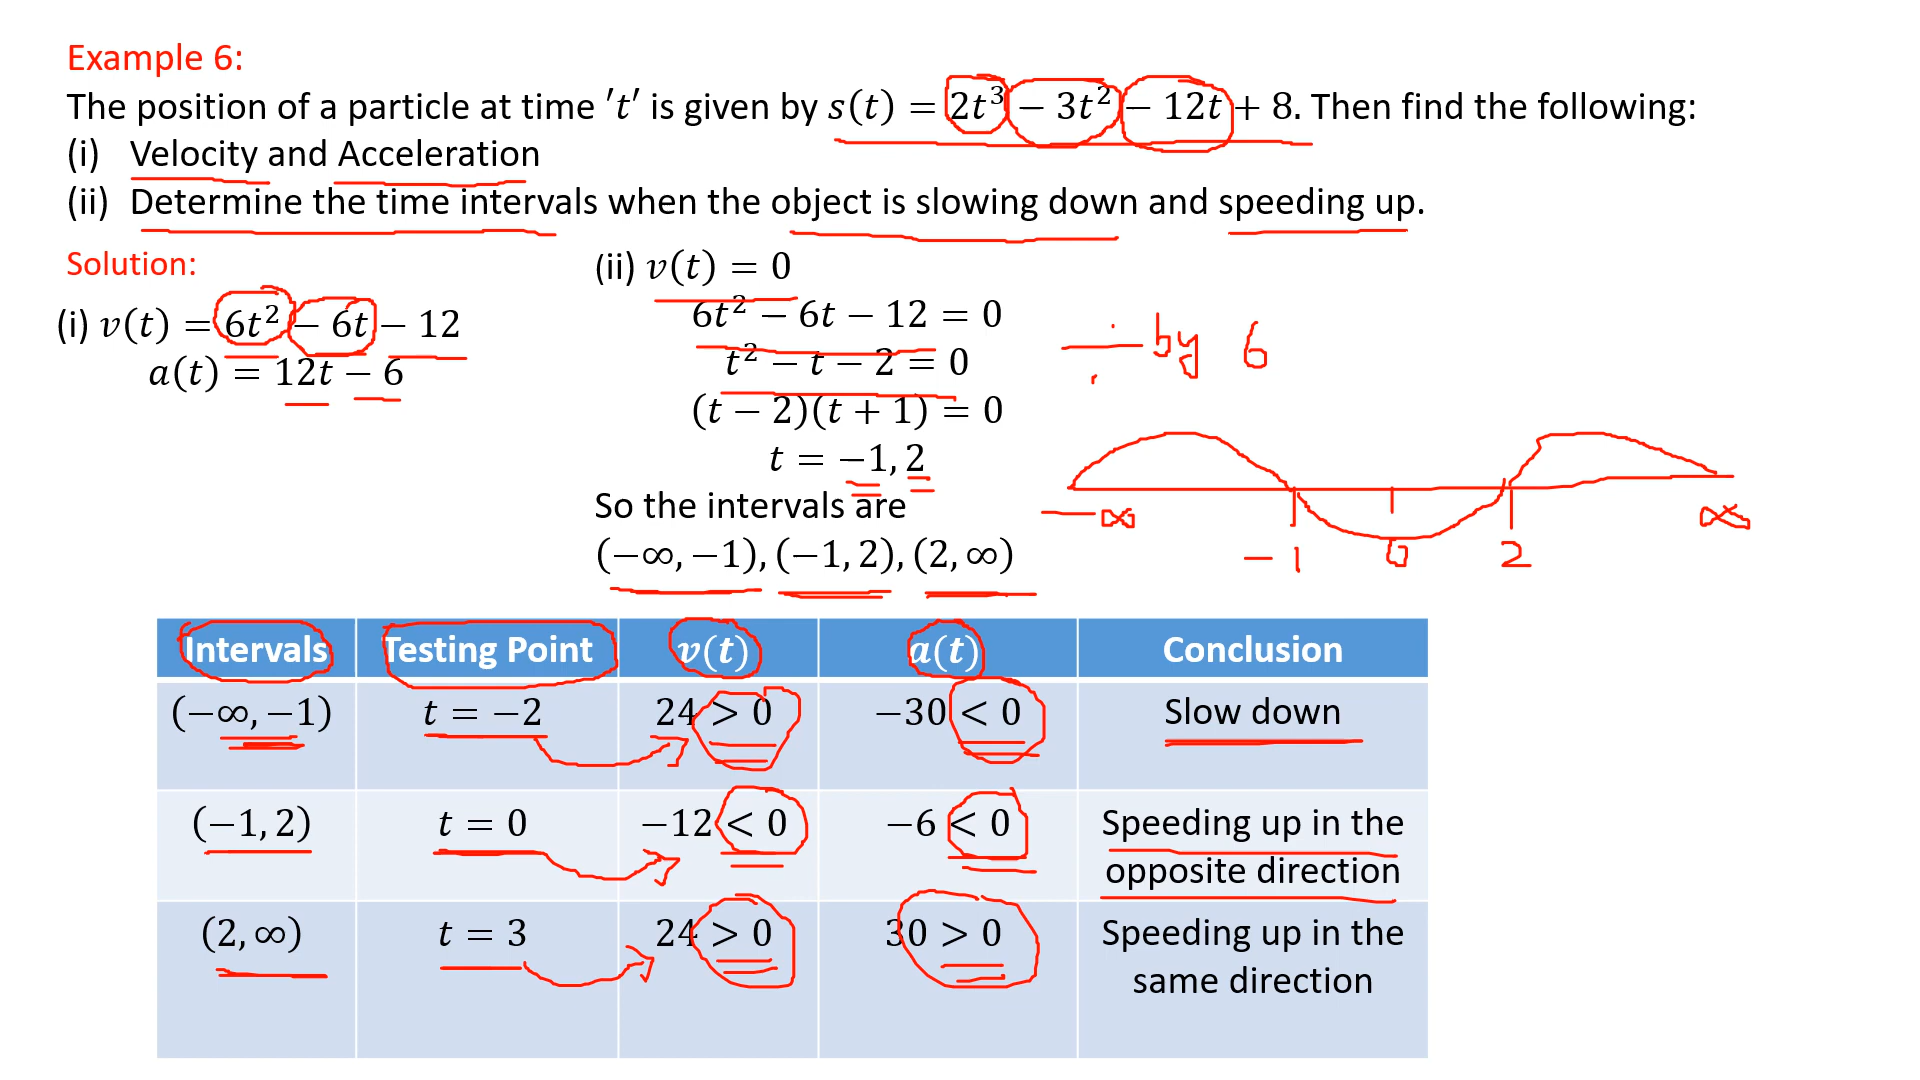 Example 6:
The position of a particle at time ′t′ is given by s(t) = 2t³ − 3t² − 12t + 8. Then find the following:
(i) Velocity and Acceleration
(ii) Determine the time intervals when the object is slowing down and speeding up.
Solution:
(i) v(t) = 6t² − 6t − 12
a(t) = 12t − 6
(ii) v(t) = 0
6t² − 6t − 12 = 0
t² − t − 2 = 0
(t − 2)(t + 1) = 0
t = −1, 2
So the intervals are
(−∞, −1), (−1, 2), (2, ∞)
÷ by 6
−∞ −1 0 2 ∞
Intervals Testing Point v(t) a(t) Conclusion
(−∞, −1) t = −2 24 > 0 −30 < 0 Slow down
(−1, 2) t = 0 −12 < 0 −6 < 0 Speeding up in the
opposite direction
(2, ∞) t = 3 24 > 0 30 > 0 Speeding up in the
same direction